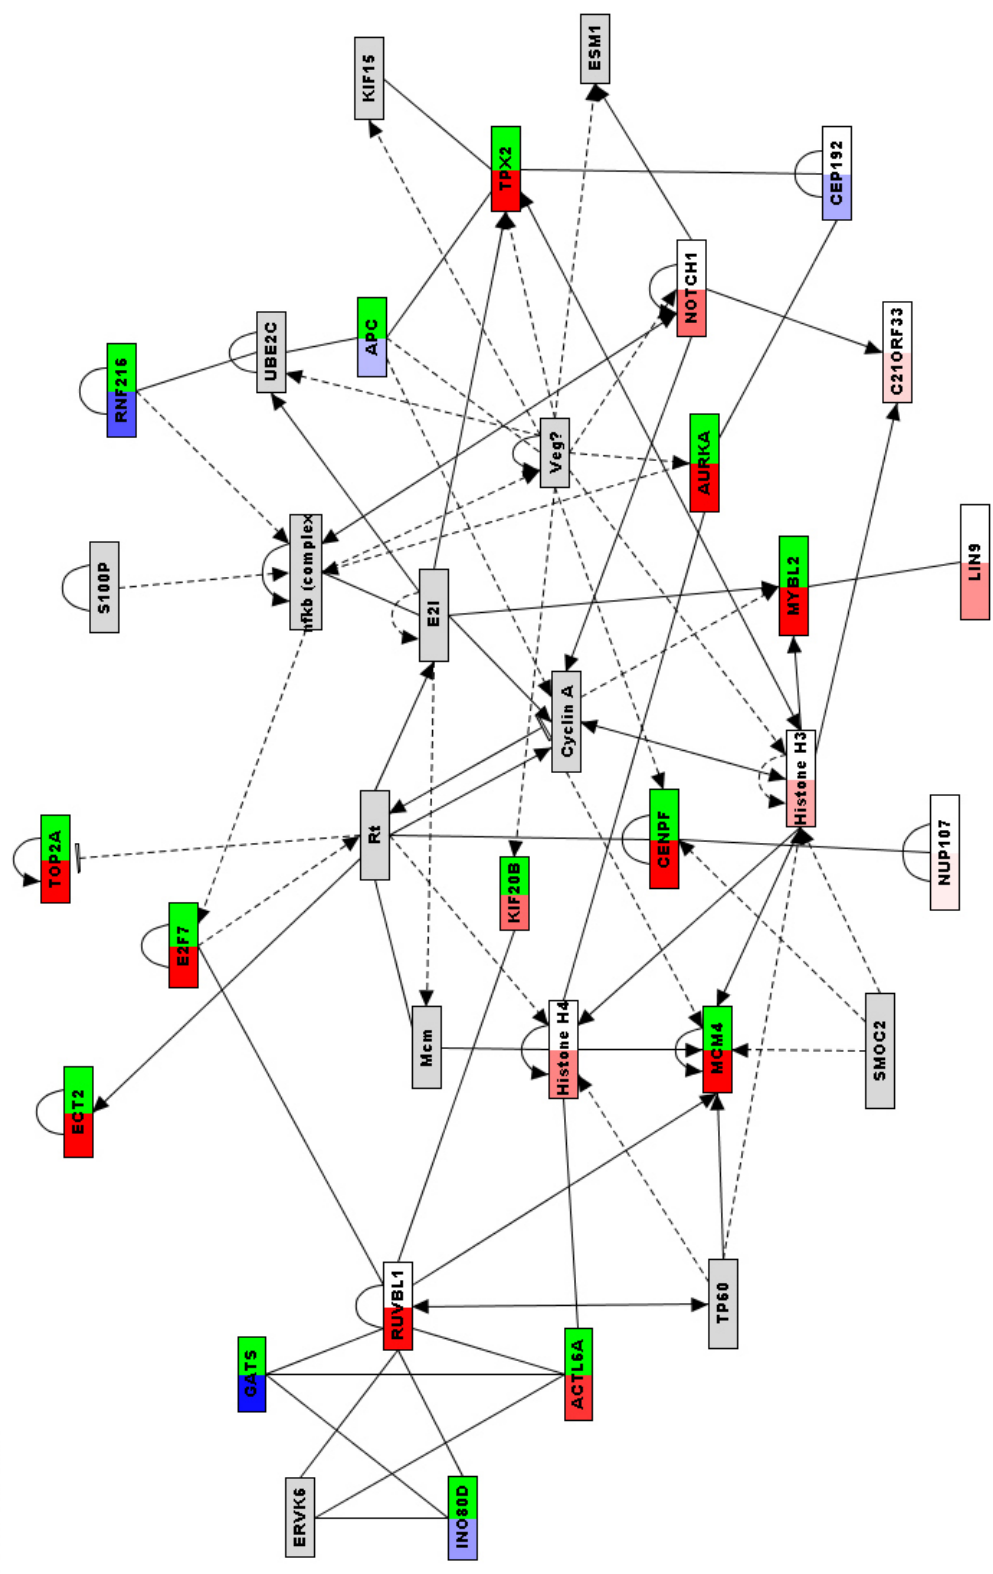 KIF15
ESM1
TPX2
CEP192
NOTCH1
RNF216
UBE2C
APC
C21ORF33
Veg?
AURKA
S100P
nfkb (complex
E2I
MYBL2
LIN9
Cyclin A
Histone H3
TOP2A
Rt
CENPF
NUP107
KIF20B
E2F7
Mcm
Histone H4
MCM4
SMOC2
ECT2
RUVBL1
TP60
GATS
ACTL6A
ERVK6
INO80D